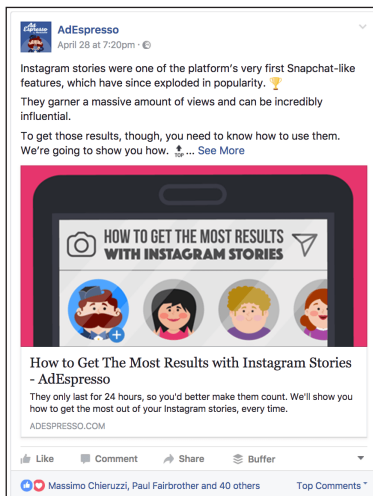 AdEspresso
April 28 at 7:20pm ·
Instagram stories were one of the platform's very first Snapchat-like
features, which have since exploded in popularity. 🏆
They garner a massive amount of views and can be incredibly
influential.
To get those results, though, you need to know how to use them.
We're going to show you how. 🔝 ... See More
HOW TO GET THE MOST RESULTS
WITH INSTAGRAM STORIES
How to Get The Most Results with Instagram Stories
- AdEspresso
They only last for 24 hours, so you'd better make them count. We'll show you
how to get the most out of your Instagram stories, every time.
ADESPRESSO.COM
Like Comment Share Buffer
Massimo Chieruzzi, Paul Fairbrother and 40 others Top Comments